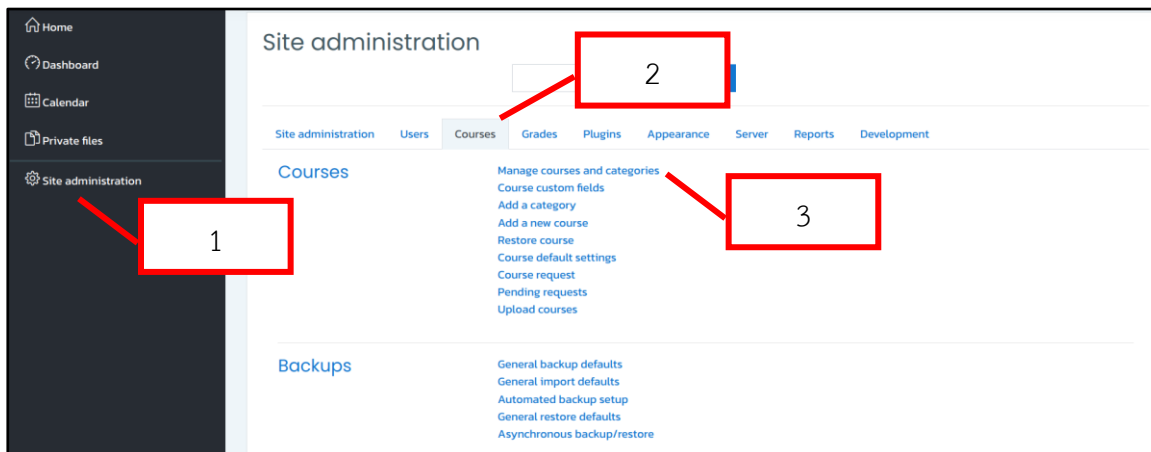 Home
Dashboard
Calendar
Private files
Site administration
1
Site administration
2
Site administration Users Courses Grades Plugins Appearance Server Reports Development
Courses
Manage courses and categories
Course custom fields
Add a category
Add a new course
Restore course
Course default settings
Course request
Pending requests
Upload courses
3
Backups
General backup defaults
General import defaults
Automated backup setup
General restore defaults
Asynchronous backup/restore